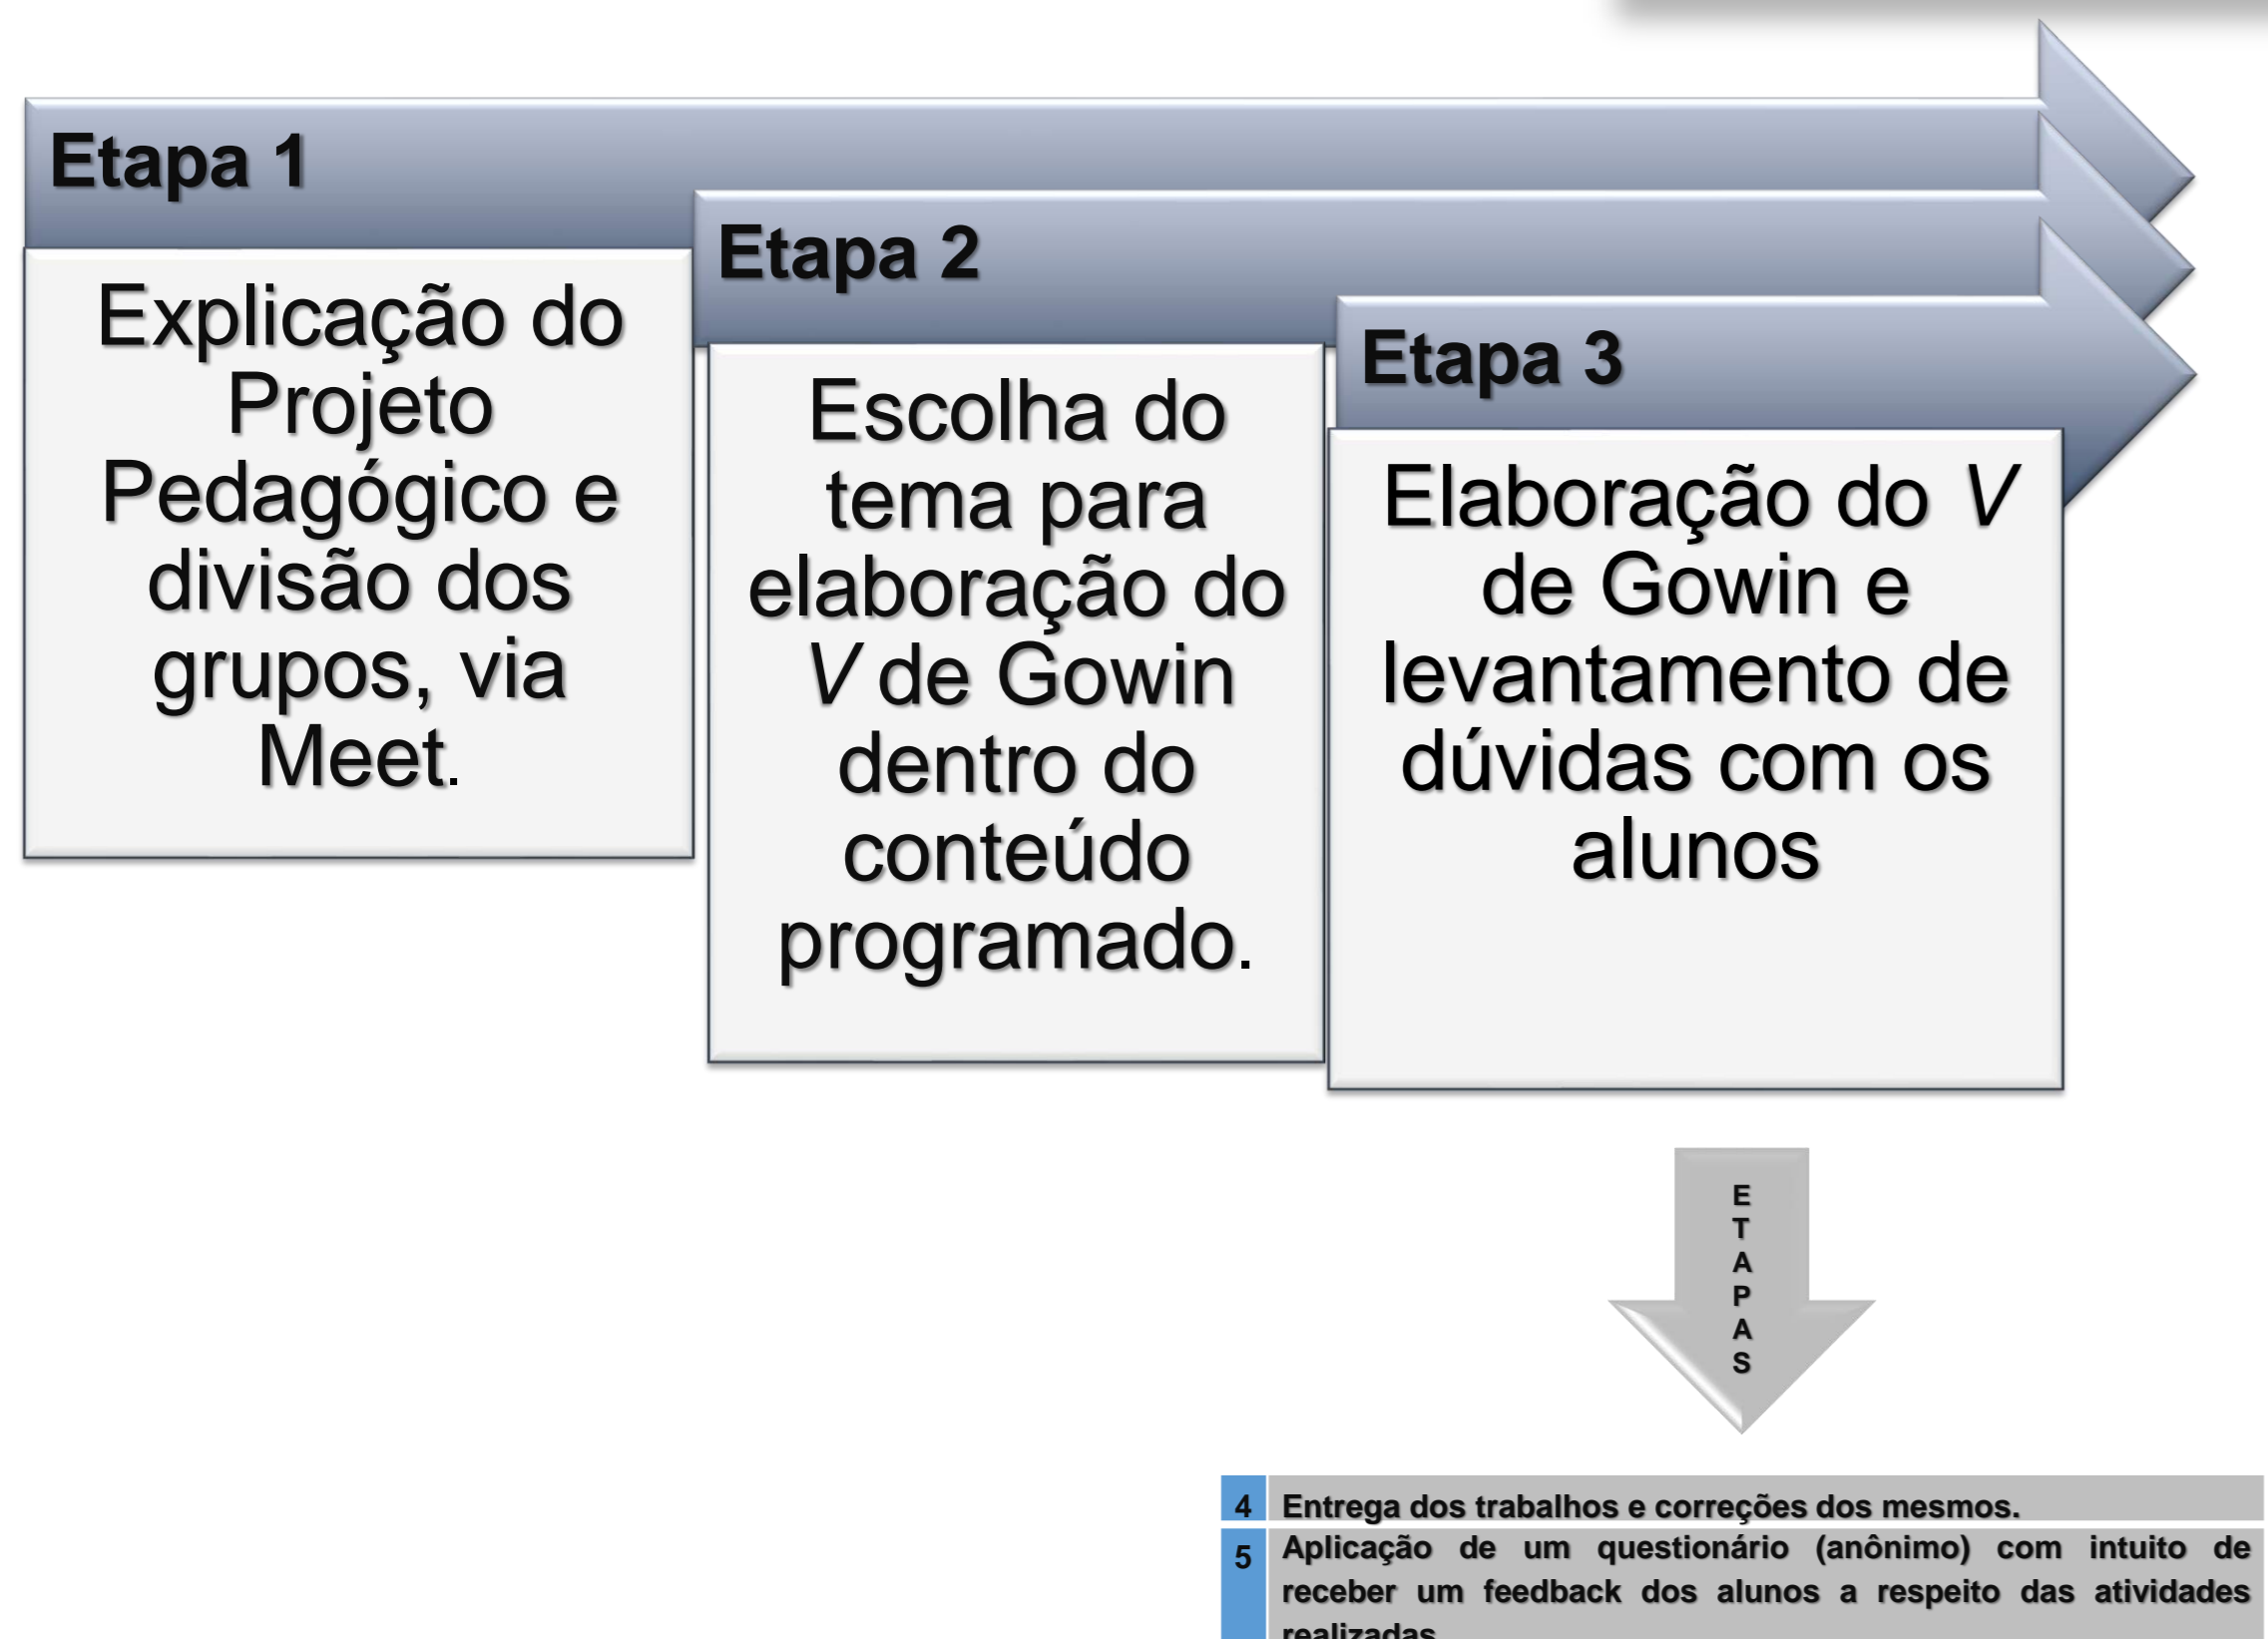 Etapa 1
Explicação do
Projeto
Pedagógico e
divisão dos
grupos, via
Meet.
Etapa 2
Escolha do
tema para
elaboração do
V de Gowin
dentro do
conteúdo
programado.
Etapa 3
Elaboração do V
de Gowin e
levantamento de
dúvidas com os
alunos
E
T
A
P
A
S
4 Entrega dos trabalhos e correções dos mesmos.
5 Aplicação de um questionário (anônimo) com intuito de
receber um feedback dos alunos a respeito das atividades
realizadas